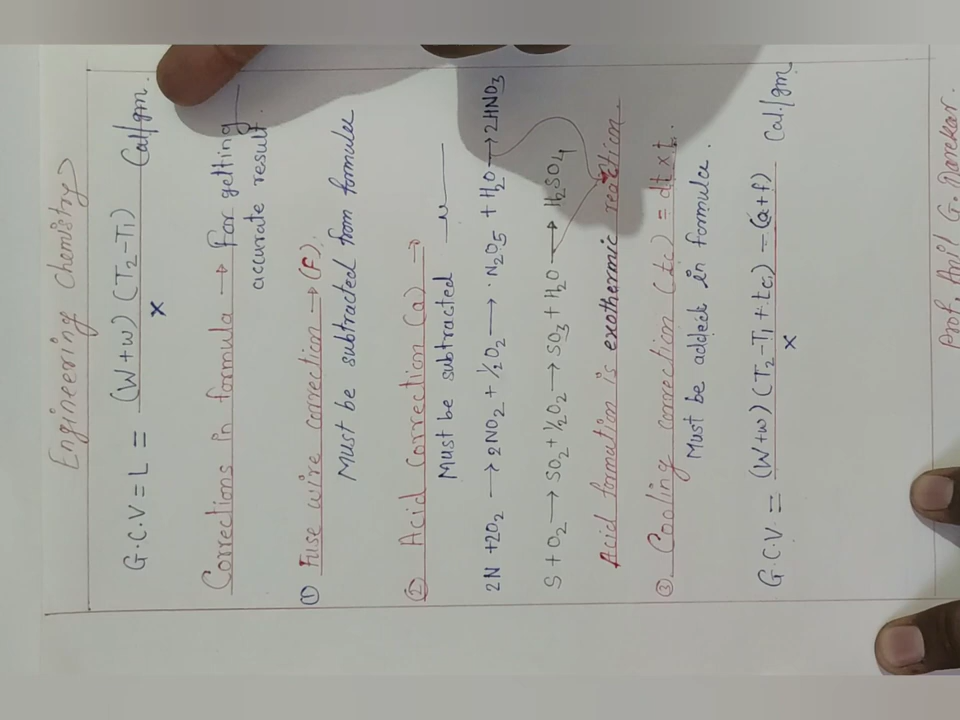 Engineering Chemistry>
G.C.V = L = (W+w) (T2-T1) / x Cal/gm.
Corrections In formula → For getting
accurate result.
① Fuse wire correction → (F)
Must be subtracted from formulae
② Acid Correction (a) →
Must be subtracted
2N + 2O2 → 2NO2 + 1/2O2 → N2O5 + H2O → 2HNO3
S + O2 → SO2 + 1/2O2 → SO3 + H2O → H2SO4
Acid formation is exothermic reaction
③ Cooling correction (tc) = dt x t.
Must be added in formula.
G.C.V. = (W+w) (T2-T1+tc) - (a+f) / x Cal./gm
Prof. Anil G. Darekar.